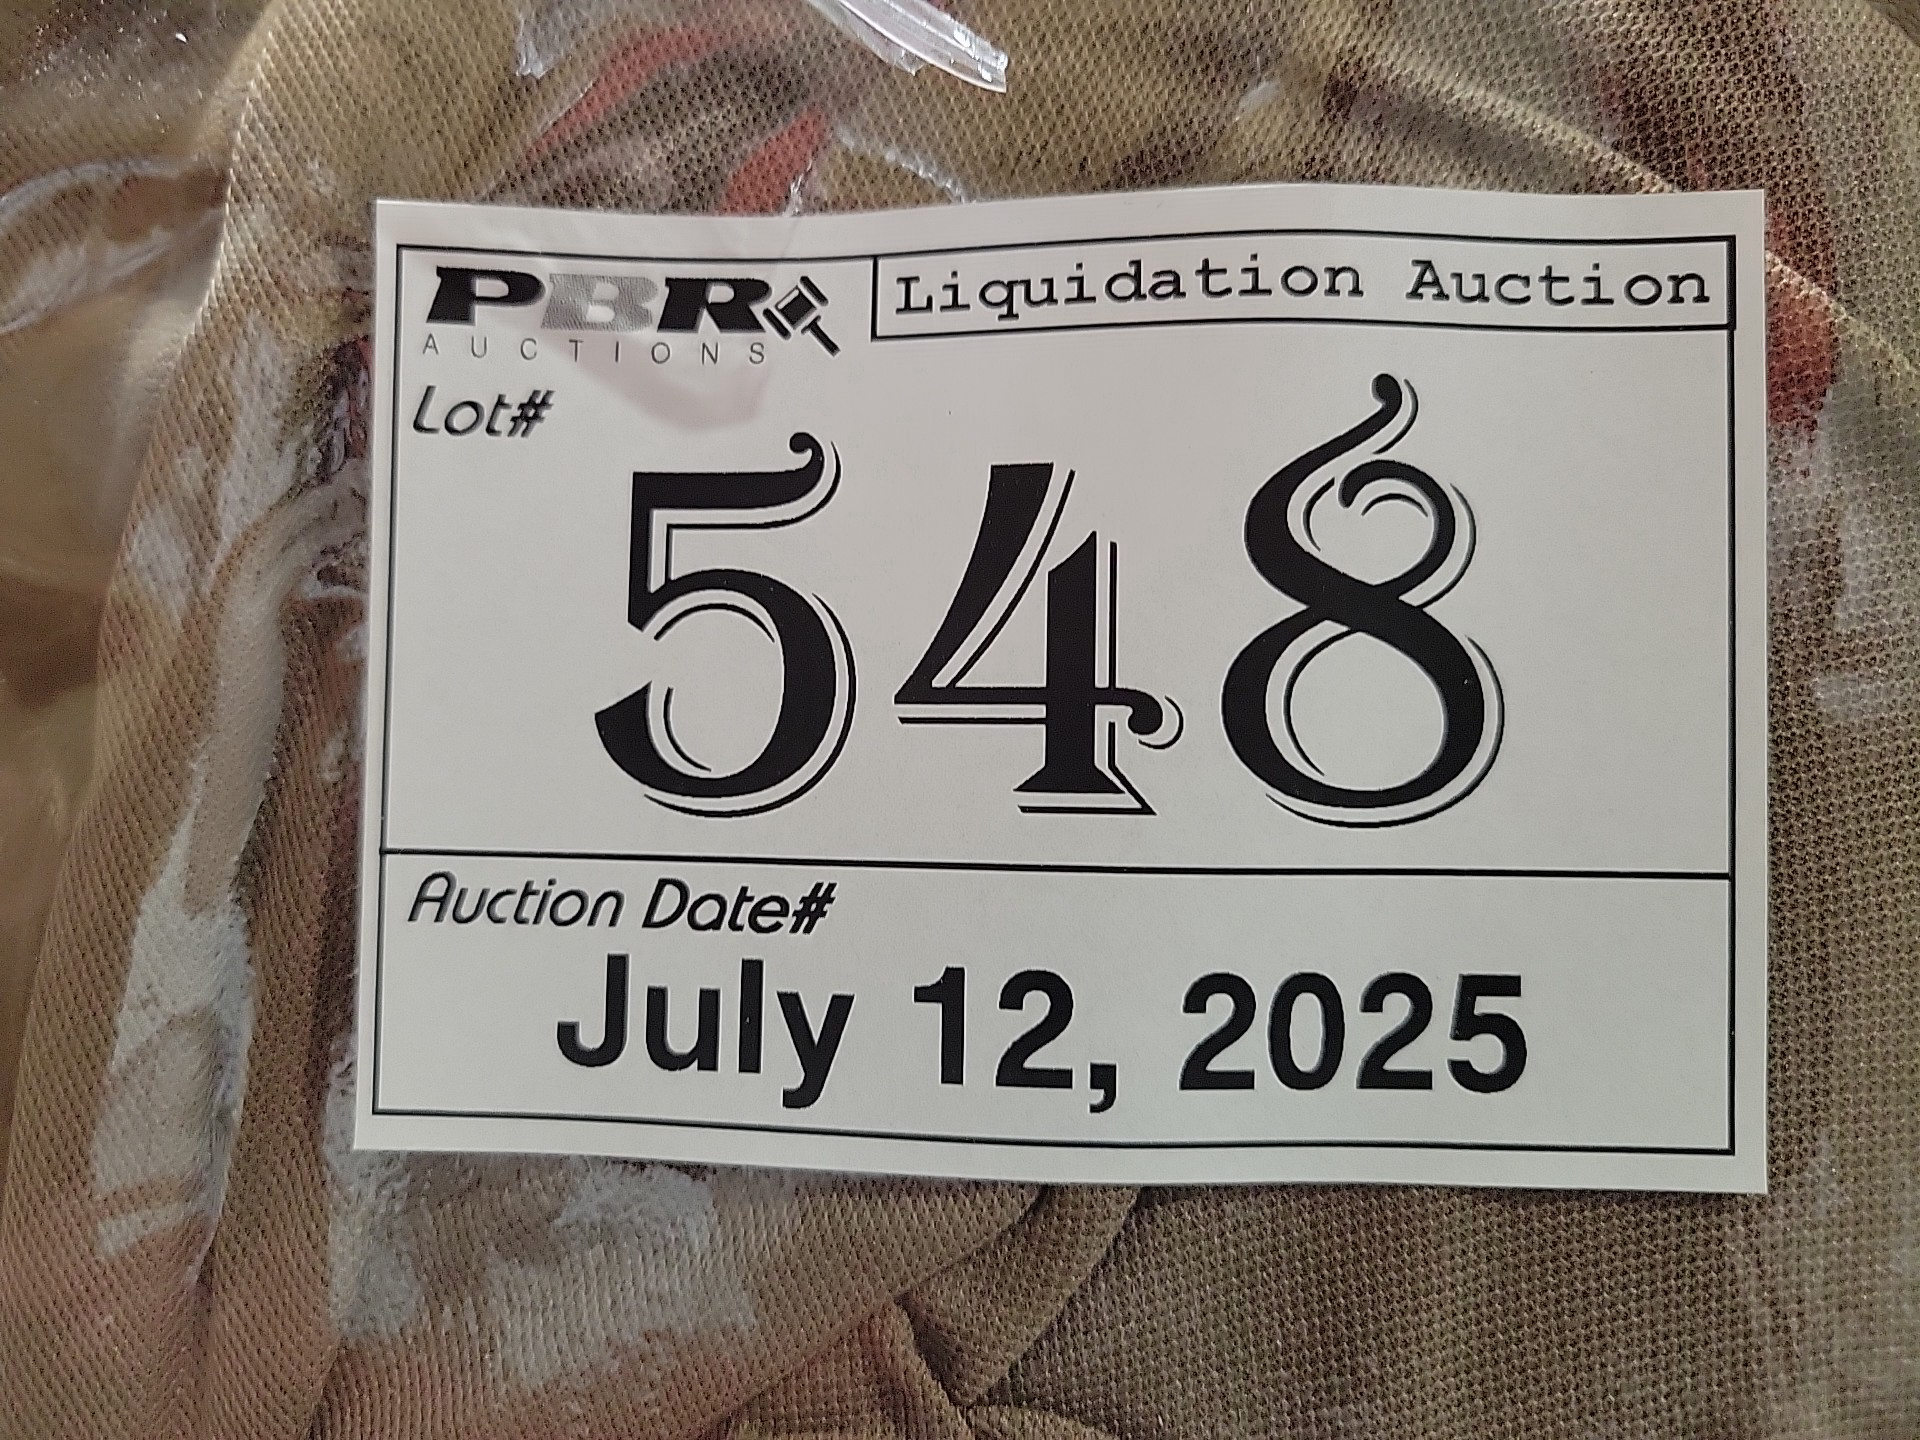 PBR
AUCTIONS
Liquidation Auction
Lot#
548
Auction Date#
July 12, 2025